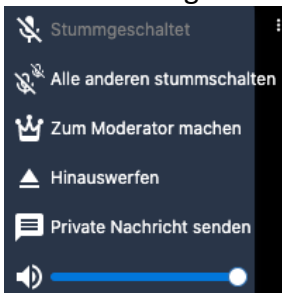 Stummgeschaltet
Alle anderen stummschalten
Zum Moderator machen
Hinauswerfen
Private Nachricht senden